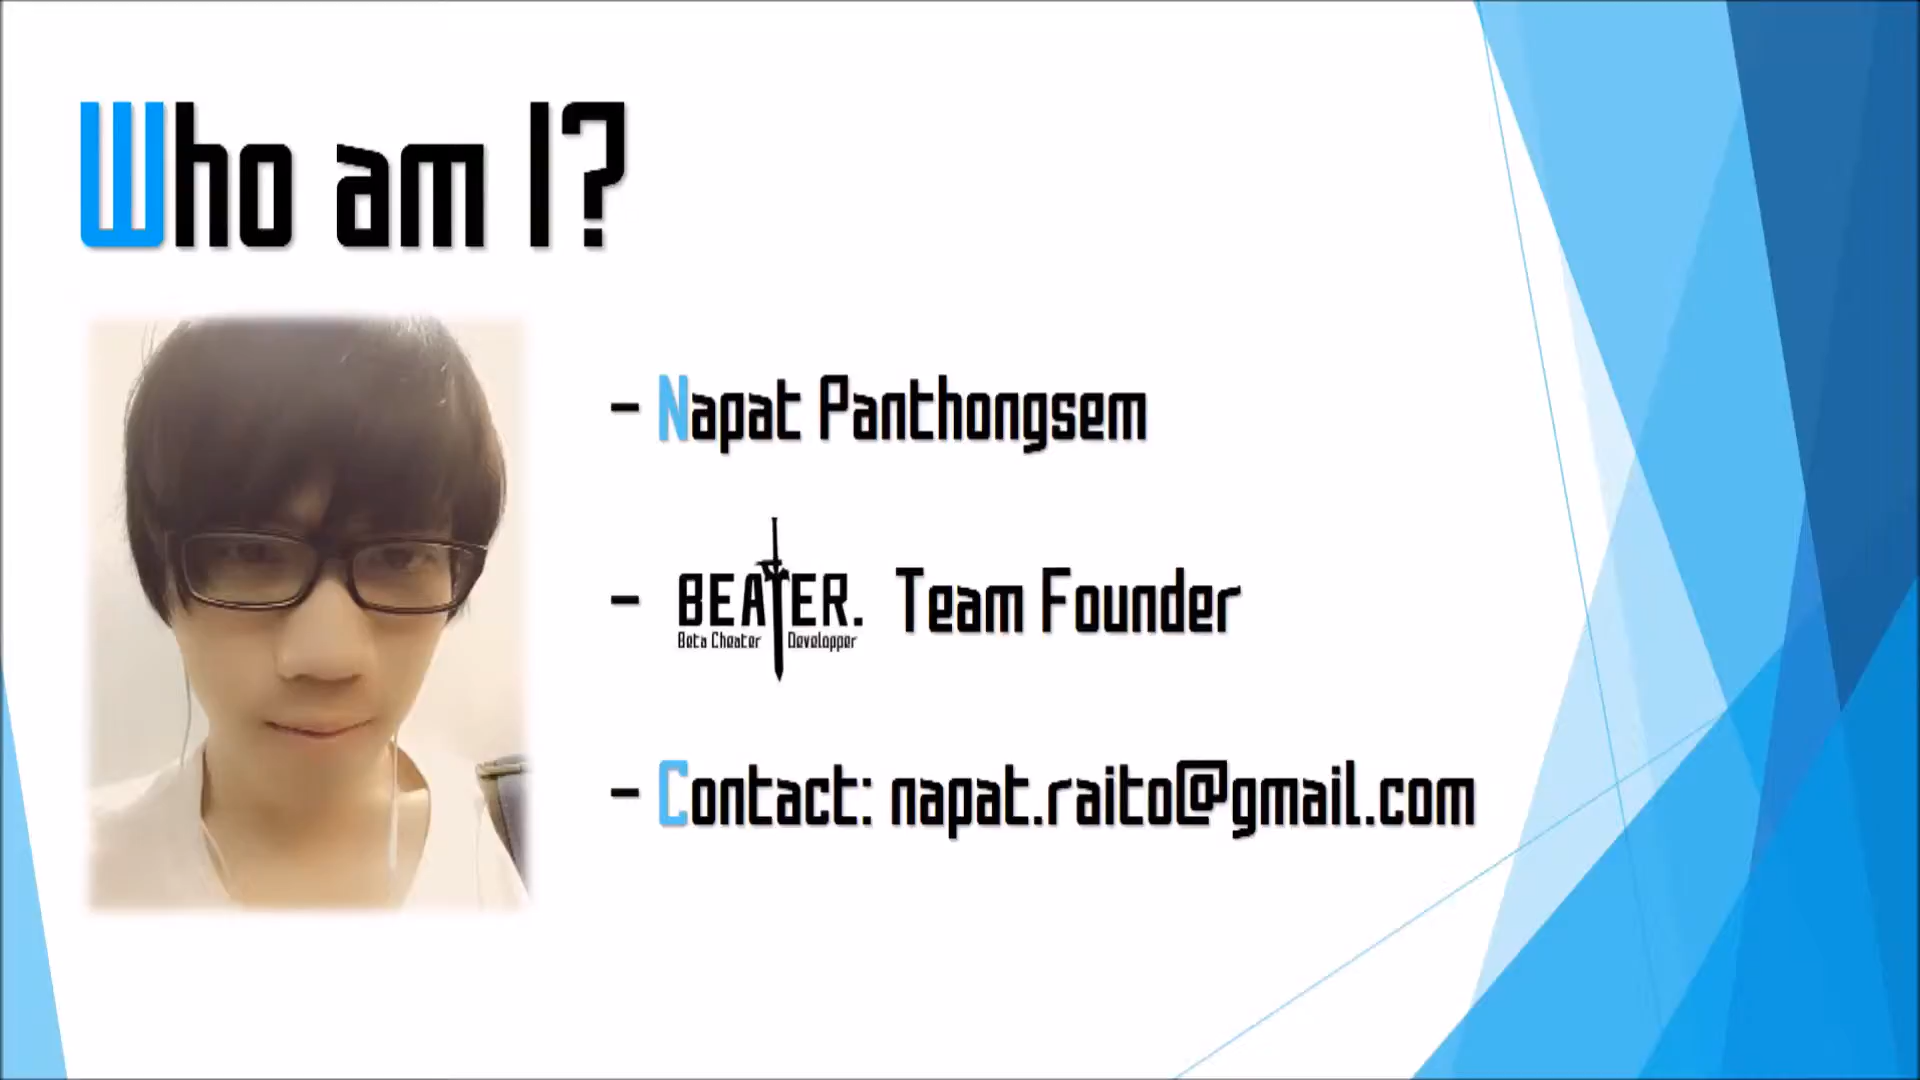 Who am I?
- Napat Panthongsem
- BEATER. Team Founder
Beta Cheater Developper
- Contact: napat.raito@gmail.com